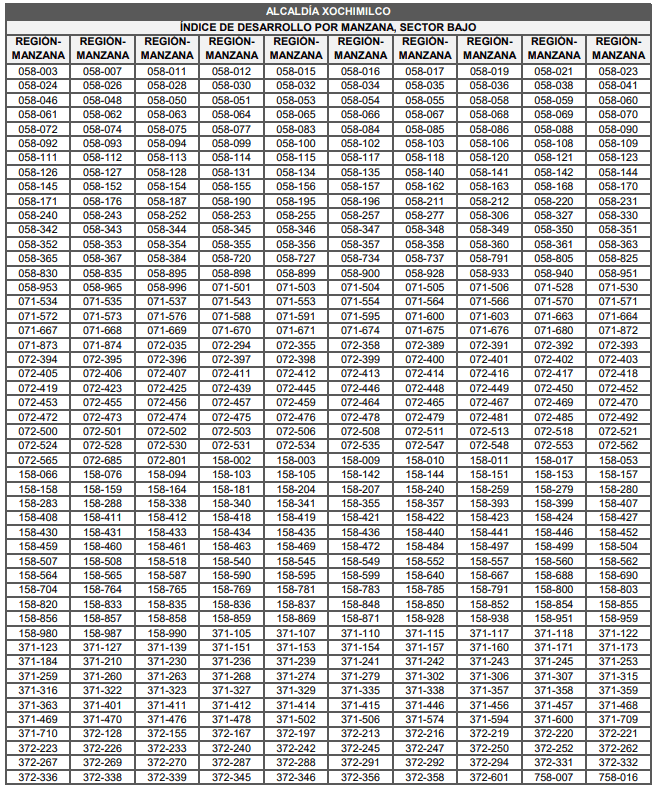 ALCALDÍA XOCHIMILCO
ÍNDICE DE DESARROLLO POR MANZANA, SECTOR BAJO
REGIÓN-MANZANA REGIÓN-MANZANA REGIÓN-MANZANA REGIÓN-MANZANA REGIÓN-MANZANA REGIÓN-MANZANA REGIÓN-MANZANA REGIÓN-MANZANA REGIÓN-MANZANA REGIÓN-MANZANA
058-003 058-007 058-011 058-012 058-015 058-016 058-017 058-019 058-021 058-023
058-024 058-026 058-028 058-030 058-032 058-034 058-035 058-036 058-038 058-041
058-046 058-048 058-050 058-051 058-053 058-054 058-055 058-058 058-059 058-060
058-061 058-062 058-063 058-064 058-065 058-066 058-067 058-068 058-069 058-070
058-072 058-074 058-075 058-077 058-083 058-084 058-085 058-086 058-088 058-090
058-092 058-093 058-094 058-099 058-100 058-102 058-103 058-106 058-108 058-109
058-111 058-112 058-113 058-114 058-115 058-117 058-118 058-120 058-121 058-123
058-126 058-127 058-128 058-131 058-134 058-135 058-140 058-141 058-142 058-144
058-145 058-152 058-154 058-155 058-156 058-157 058-162 058-163 058-168 058-170
058-171 058-176 058-187 058-190 058-195 058-196 058-211 058-212 058-220 058-231
058-240 058-243 058-252 058-253 058-255 058-257 058-277 058-306 058-327 058-330
058-342 058-343 058-344 058-345 058-346 058-347 058-348 058-349 058-350 058-351
058-352 058-353 058-354 058-355 058-356 058-357 058-358 058-360 058-361 058-363
058-365 058-367 058-384 058-720 058-727 058-734 058-737 058-791 058-805 058-825
058-830 058-835 058-895 058-898 058-899 058-900 058-928 058-933 058-940 058-951
058-953 058-965 058-996 071-501 071-503 071-504 071-505 071-506 071-528 071-530
071-534 071-535 071-537 071-543 071-553 071-554 071-564 071-566 071-570 071-571
071-572 071-573 071-576 071-588 071-591 071-595 071-600 071-603 071-663 071-664
071-667 071-668 071-669 071-670 071-671 071-674 071-675 071-676 071-680 071-872
071-873 071-874 072-035 072-294 072-355 072-358 072-389 072-391 072-392 072-393
072-394 072-395 072-396 072-397 072-398 072-399 072-400 072-401 072-402 072-403
072-405 072-406 072-407 072-411 072-412 072-413 072-414 072-416 072-417 072-418
072-419 072-423 072-425 072-439 072-445 072-446 072-448 072-449 072-450 072-452
072-453 072-455 072-456 072-457 072-459 072-464 072-465 072-467 072-469 072-470
072-472 072-473 072-474 072-475 072-476 072-478 072-479 072-481 072-485 072-492
072-500 072-501 072-502 072-503 072-506 072-508 072-511 072-513 072-518 072-521
072-524 072-528 072-530 072-531 072-534 072-535 072-547 072-548 072-553 072-562
072-565 072-685 072-801 158-002 158-003 158-009 158-010 158-011 158-017 158-053
158-066 158-076 158-094 158-103 158-105 158-142 158-144 158-151 158-153 158-157
158-158 158-159 158-164 158-181 158-204 158-207 158-240 158-259 158-279 158-280
158-283 158-288 158-338 158-340 158-341 158-355 158-357 158-393 158-399 158-407
158-408 158-411 158-412 158-418 158-419 158-421 158-422 158-423 158-424 158-427
158-430 158-431 158-433 158-434 158-435 158-436 158-440 158-441 158-446 158-452
158-459 158-460 158-461 158-463 158-469 158-472 158-484 158-497 158-499 158-504
158-507 158-508 158-518 158-540 158-545 158-549 158-552 158-557 158-560 158-562
158-564 158-565 158-587 158-590 158-595 158-599 158-640 158-667 158-688 158-690
158-704 158-764 158-765 158-769 158-781 158-783 158-785 158-791 158-800 158-803
158-820 158-833 158-835 158-836 158-837 158-848 158-850 158-852 158-854 158-855
158-856 158-857 158-858 158-859 158-869 158-871 158-928 158-938 158-951 158-959
158-980 158-987 158-990 371-105 371-107 371-110 371-115 371-117 371-118 371-122
371-123 371-127 371-139 371-151 371-153 371-154 371-157 371-160 371-171 371-173
371-184 371-210 371-230 371-236 371-239 371-241 371-242 371-243 371-245 371-253
371-259 371-260 371-263 371-268 371-274 371-279 371-302 371-306 371-307 371-315
371-316 371-322 371-323 371-327 371-329 371-335 371-338 371-357 371-358 371-359
371-363 371-401 371-411 371-412 371-414 371-415 371-446 371-456 371-457 371-468
371-469 371-470 371-476 371-478 371-502 371-506 371-574 371-594 371-600 371-709
371-710 372-128 372-155 372-167 372-197 372-213 372-216 372-219 372-220 372-221
372-223 372-226 372-233 372-240 372-242 372-245 372-247 372-250 372-252 372-262
372-267 372-269 372-270 372-287 372-288 372-291 372-292 372-294 372-331 372-332
372-336 372-338 372-339 372-345 372-346 372-356 372-358 372-601 758-007 758-016